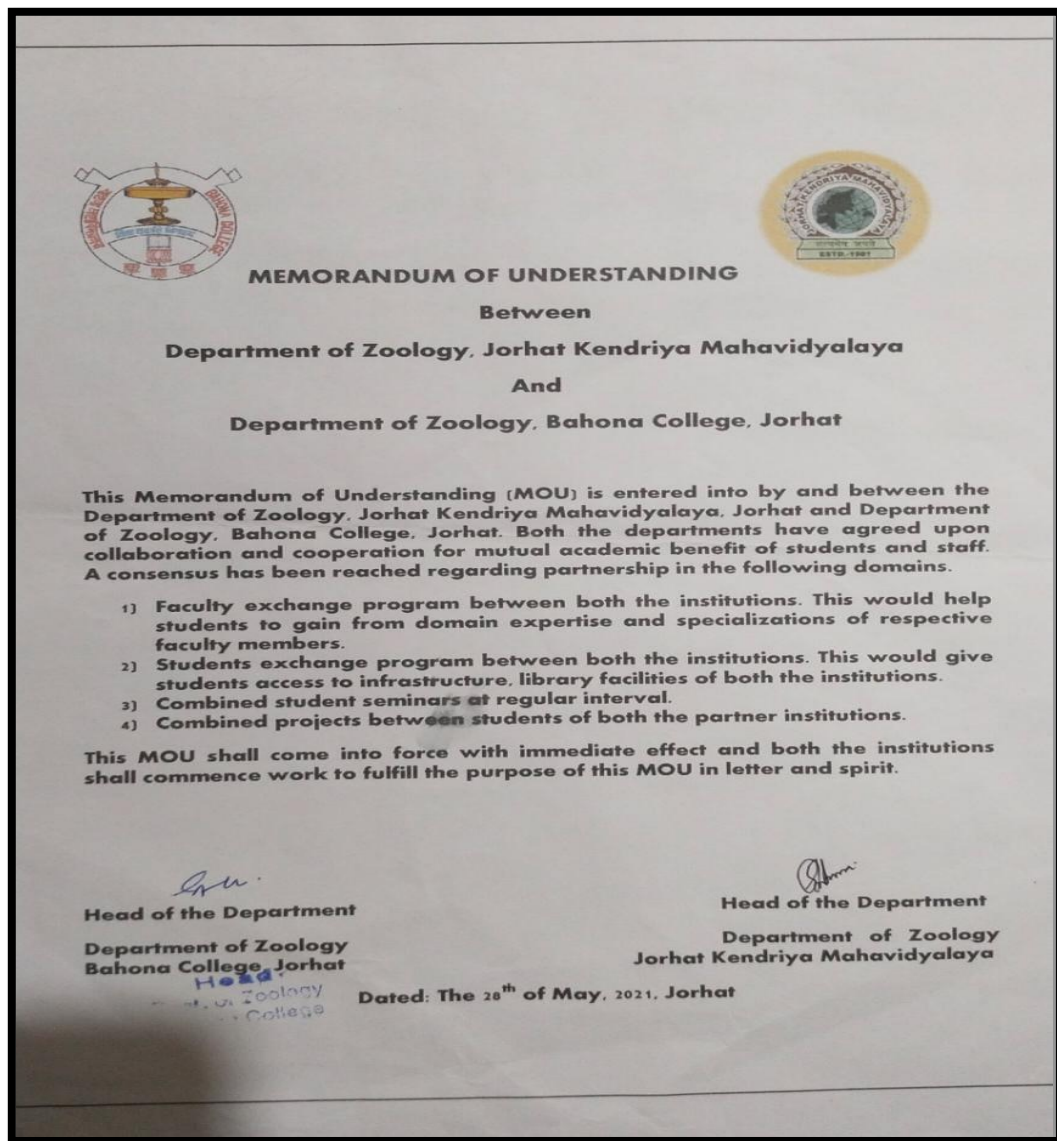 BAHONA COLLEGE
JORHAT KENDRIYA MAHAVIDYALAYA
ESTD.-1981
MEMORANDUM OF UNDERSTANDING
Between
Department of Zoology, Jorhat Kendriya Mahavidyalaya
And
Department of Zoology, Bahona College, Jorhat
This Memorandum of Understanding (MOU) is entered into by and between the
Department of Zoology, Jorhat Kendriya Mahavidyalaya, Jorhat and Department
of Zoology, Bahona College, Jorhat. Both the departments have agreed upon
collaboration and cooperation for mutual academic benefit of students and staff.
A consensus has been reached regarding partnership in the following domains.
1) Faculty exchange program between both the institutions. This would help
students to gain from domain expertise and specializations of respective
faculty members.
2) Students exchange program between both the institutions. This would give
students access to infrastructure, library facilities of both the institutions.
3) Combined student seminars at regular interval.
4) Combined projects between students of both the partner institutions.
This MOU shall come into force with immediate effect and both the institutions
shall commence work to fulfill the purpose of this MOU in letter and spirit.
Head of the Department
Department of Zoology
Bahona College, Jorhat
Head
Zoology
College
Head of the Department
Department of Zoology
Jorhat Kendriya Mahavidyalaya
Dated: The 28th of May, 2021, Jorhat